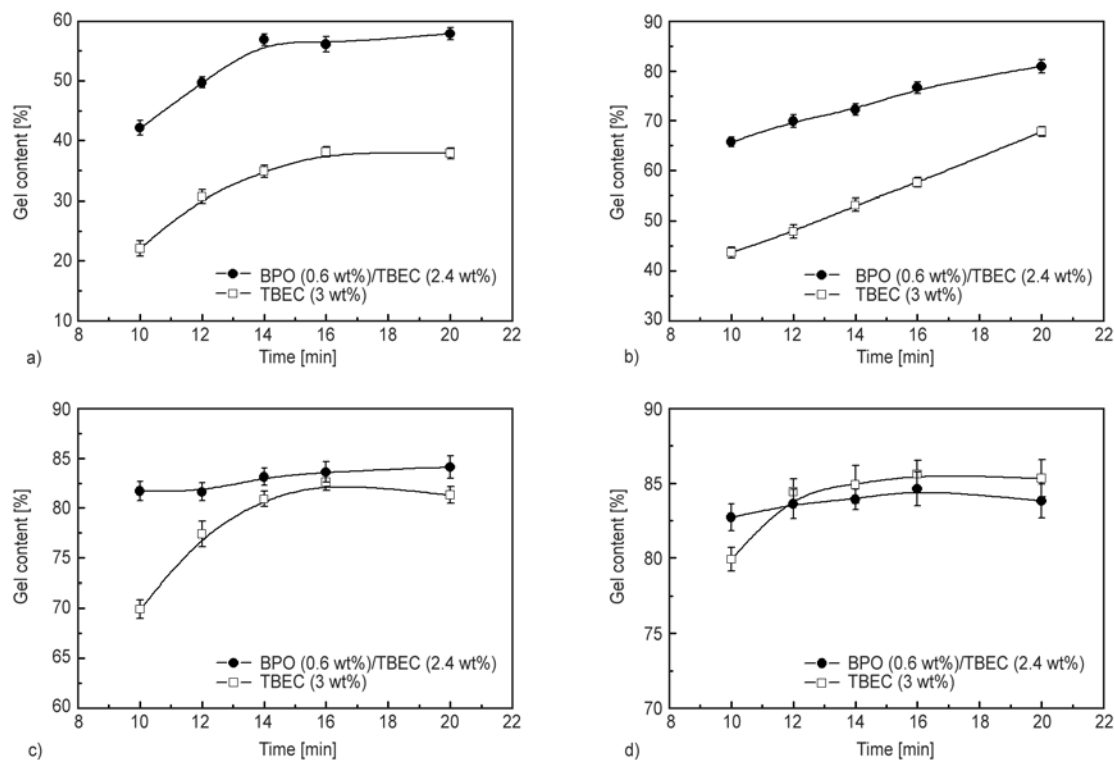 60
50
40
30
20
10
Gel content [%]
BPO (0.6 wt%)/TBEC (2.4 wt%)
TBEC (3 wt%)
8 10 12 14 16 18 20 22
Time [min]
a)
90
80
70
60
50
40
30
Gel content [%]
BPO (0.6 wt%)/TBEC (2.4 wt%)
TBEC (3 wt%)
8 10 12 14 16 18 20 22
Time [min]
b)
90
85
80
75
70
65
60
Gel content [%]
BPO (0.6 wt%)/TBEC (2.4 wt%)
TBEC (3 wt%)
8 10 12 14 16 18 20 22
Time [min]
c)
90
85
80
75
70
Gel content [%]
BPO (0.6 wt%)/TBEC (2.4 wt%)
TBEC (3 wt%)
8 10 12 14 16 18 20 22
Time [min]
d)